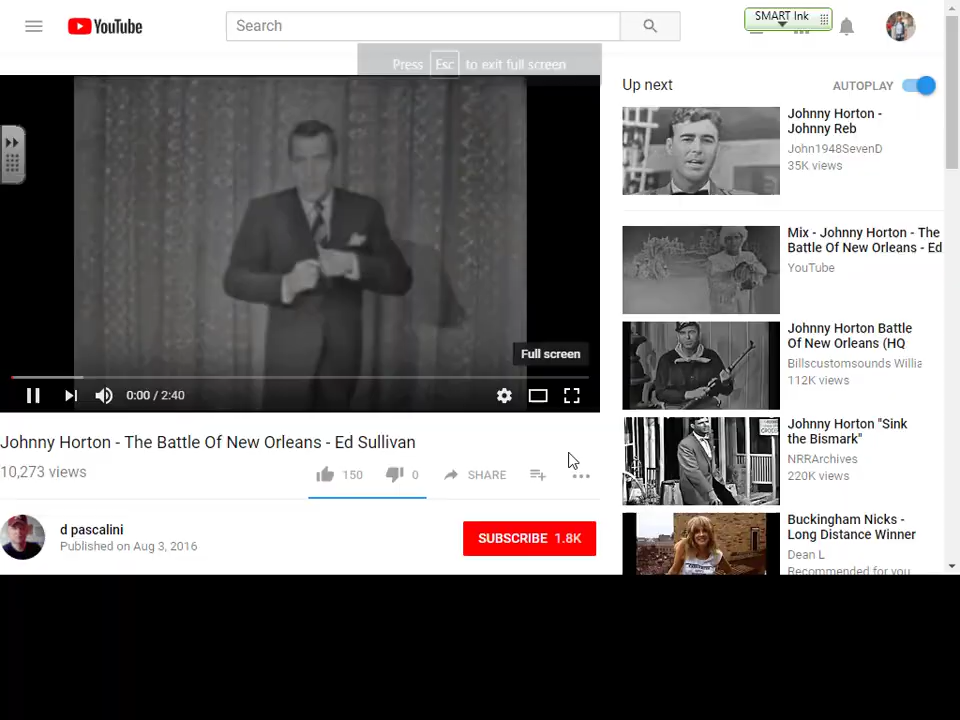 YouTube
Search
SMART Ink
Press Esc to exit full screen
Up next
AUTOPLAY
Johnny Horton -
Johnny Reb
John1948SevenD
35K views
Mix - Johnny Horton - The
Battle Of New Orleans - Ed
YouTube
Johnny Horton Battle
Of New Orleans (HQ
Billscustomsounds Willia
112K views
Johnny Horton "Sink
the Bismark"
NRRArchives
220K views
Buckingham Nicks -
Long Distance Winner
Dean L
Recommended for you
Full screen
0:00 / 2:40
Johnny Horton - The Battle Of New Orleans - Ed Sullivan
10,273 views
150
0
SHARE
d pascalini
Published on Aug 3, 2016
SUBSCRIBE 1.8K